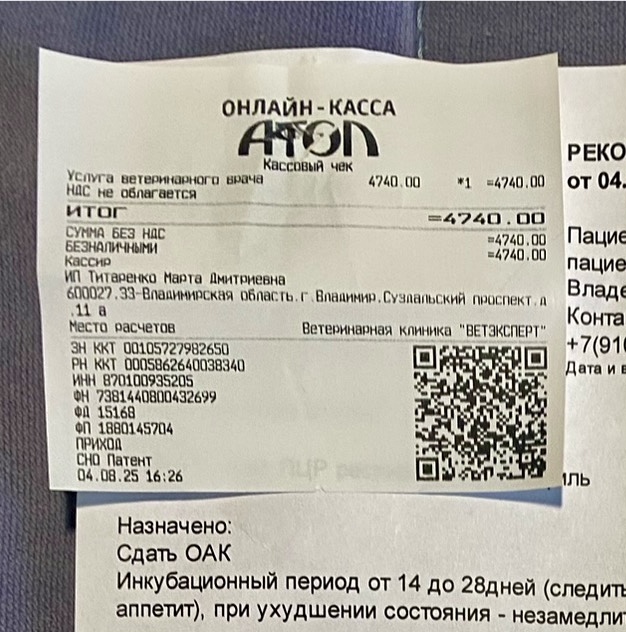 ОНЛАЙН-КАССА
АТОЛ
Кассовый чек
Услуга ветеринарного врача 4740.00 *1 =4740.00
НДС не облагается
ИТОГ =4740.00
СУММА БЕЗ НДС =4740.00
БЕЗНАЛИЧНЫМИ =4740.00
Кассир
ИП Титаренко Марта Дмитриевна
600027.33-Владимирская область.г.Владимир.Суздальский проспект.д
.11 а
Место расчетов Ветеринарная клиника "ВЕТЭКСПЕРТ"
ЗН ККТ 00105727982650
РН ККТ 0005862640038340
ИНН 870100935205
ФН 7381440800432699
ФД 15168
ФП 1880145704
ПРИХОД
СНО Патент
04.08.25 16:26
РЕКО
от 04.
Пацие
пацие
Владе
Конта
+7(910
Дата и в
ПЦР
иль
Назначено:
Сдать ОАК
Инкубационный период от 14 до 28дней (следить
аппетит), при ухудшении состояния - незамедлит